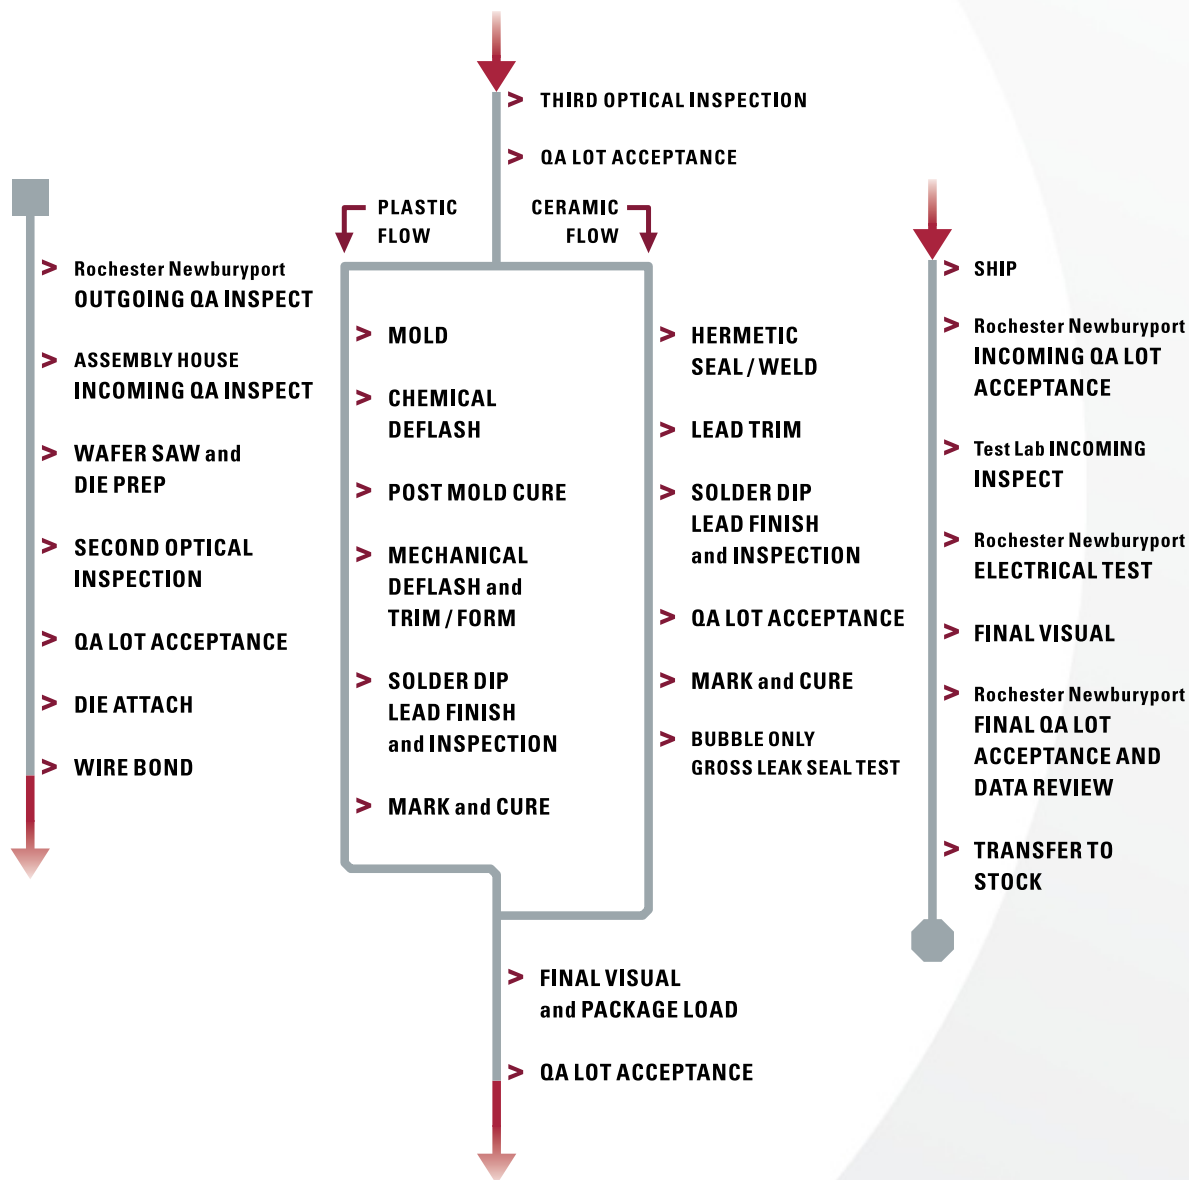 Rochester Newburyport
OUTGOING QA INSPECT
ASSEMBLY HOUSE
INCOMING QA INSPECT
WAFER SAW and
DIE PREP
SECOND OPTICAL
INSPECTION
QA LOT ACCEPTANCE
DIE ATTACH
WIRE BOND
THIRD OPTICAL INSPECTION
QA LOT ACCEPTANCE
PLASTIC
FLOW
MOLD
CHEMICAL
DEFLASH
POST MOLD CURE
MECHANICAL
DEFLASH and
TRIM / FORM
SOLDER DIP
LEAD FINISH
and INSPECTION
MARK and CURE
CERAMIC
FLOW
HERMETIC
SEAL / WELD
LEAD TRIM
SOLDER DIP
LEAD FINISH
and INSPECTION
QA LOT ACCEPTANCE
MARK and CURE
BUBBLE ONLY
GROSS LEAK SEAL TEST
FINAL VISUAL
and PACKAGE LOAD
QA LOT ACCEPTANCE
SHIP
Rochester Newburyport
INCOMING QA LOT
ACCEPTANCE
Test Lab INCOMING
INSPECT
Rochester Newburyport
ELECTRICAL TEST
FINAL VISUAL
Rochester Newburyport
FINAL QA LOT
ACCEPTANCE AND
DATA REVIEW
TRANSFER TO
STOCK